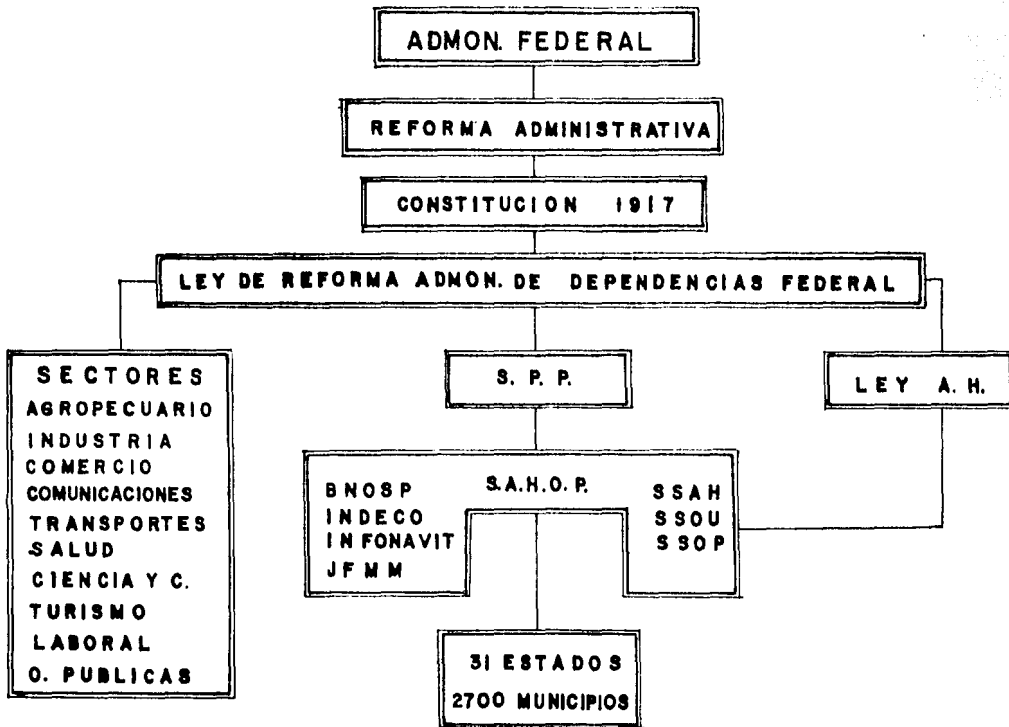 ADMON. FEDERAL
REFORMA ADMINISTRATIVA
CONSTITUCION 1917
LEY DE REFORMA ADMON. DE DEPENDENCIAS FEDERAL
SECTORES
AGROPECUARIO
INDUSTRIA
COMERCIO
COMUNICACIONES
TRANSPORTES
SALUD
CIENCIA Y C.
TURISMO
LABORAL
O. PUBLICAS
S. P. P.
LEY A. H.
S.A.H.O.P.
BNOSP
INDECO
INFONAVIT
JFMM
SSAH
SSOU
SSOP
31 ESTADOS
2700 MUNICIPIOS